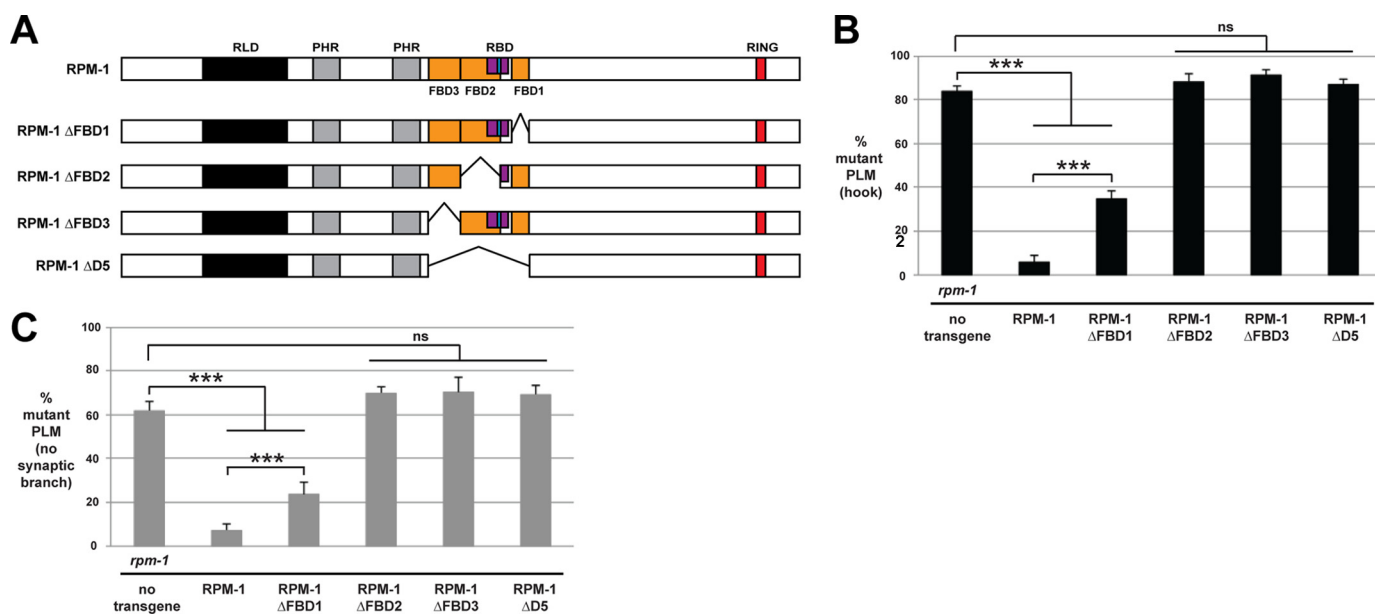 A
RLD PHR PHR RBD RING
RPM-1
FBD3 FBD2 FBD1
RPM-1 ΔFBD1
RPM-1 ΔFBD2
RPM-1 ΔFBD3
RPM-1 ΔD5
B
ns
100
***
80
60
%
mutant
PLM
(hook)
***
40
20
2
0
rpm-1
no
transgene
RPM-1
RPM-1
ΔFBD1
RPM-1
ΔFBD2
RPM-1
ΔFBD3
RPM-1
ΔD5
C
100
ns
80
***
60
%
mutant
PLM
(no
synaptic
branch)
40
***
20
0
rpm-1
no
transgene
RPM-1
RPM-1
ΔFBD1
RPM-1
ΔFBD2
RPM-1
ΔFBD3
RPM-1
ΔD5